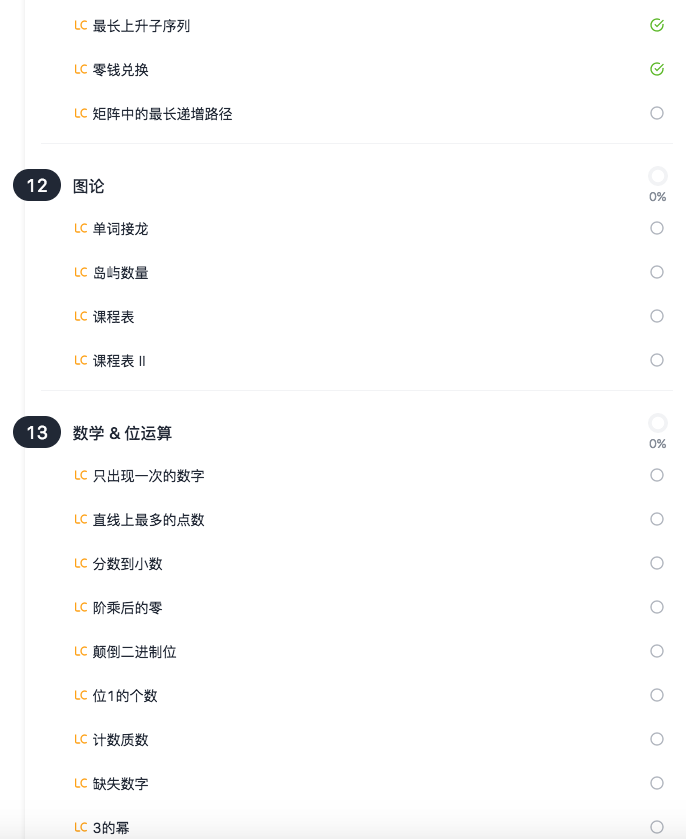 LC 最长上升子序列
LC 零钱兑换
LC 矩阵中的最长递增路径
12 图论
0%
LC 单词接龙
LC 岛屿数量
LC 课程表
LC 课程表 II
13 数学 & 位运算
0%
LC 只出现一次的数字
LC 直线上最多的点数
LC 分数到小数
LC 阶乘后的零
LC 颠倒二进制位
LC 位1的个数
LC 计数质数
LC 缺失数字
LC 3的幂